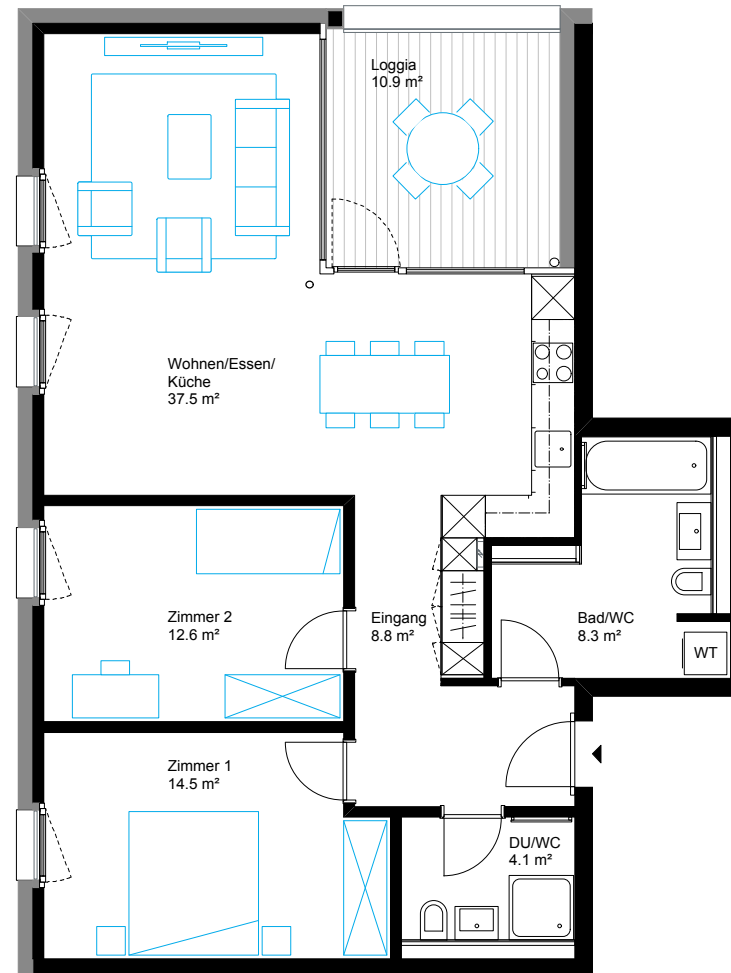 Loggia
10.9 m²
Wohnen/Essen/
Küche
37.5 m²
Zimmer 2
12.6 m²
Eingang
8.8 m²
Bad/WC
8.3 m²
WT
Zimmer 1
14.5 m²
DU/WC
4.1 m²